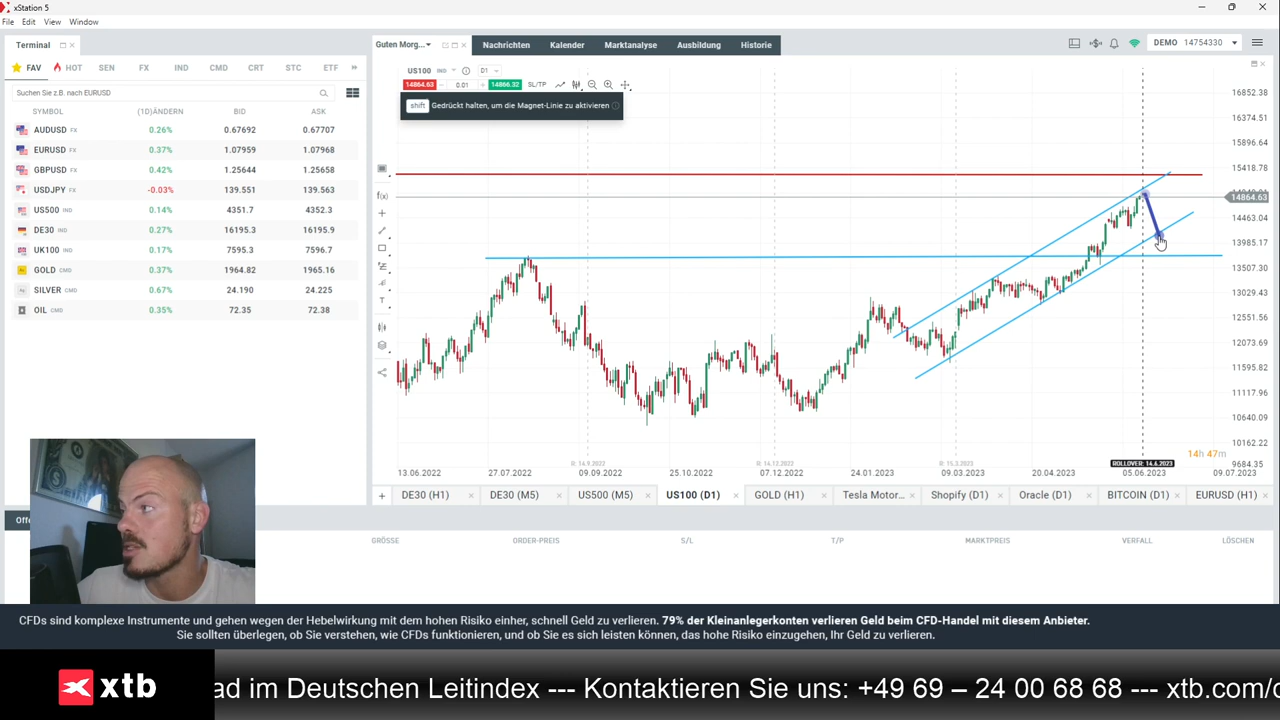 xStation 5
File Edit View Window
Terminal
Guten Morg...
Nachrichten Kalender Marktanalyse Ausbildung Historie
DEMO 14754330
FAV HOT SEN FX IND CMD CRT STC ETF
US100 IND D1
14864.63 0.01 14866.32 SL/TP
Suchen Sie z.B. nach EURUSD
shift Gedrückt halten, um die Magnet-Linie zu aktivieren
SYMBOL (1D)ÄNDERN BID ASK
AUDUSD FX 0.26% 0.67692 0.67707
EURUSD FX 0.37% 1.07959 1.07968
GBPUSD FX 0.42% 1.25644 1.25658
USDJPY FX -0.03% 139.551 139.563
US500 IND 0.14% 4351.7 4352.3
DE30 IND 0.27% 16195.3 16195.9
UK100 IND 0.17% 7595.3 7596.7
GOLD CMD 0.37% 1964.82 1965.16
SILVER CMD 0.67% 24.190 24.225
OIL CMD 0.35% 72.35 72.38
f(x)
T
16852.38
16374.51
15896.64
15418.78
14864.63
14463.04
13985.17
13507.30
13029.43
12551.56
12073.69
11595.82
11117.96
10640.09
10162.22
9684.35
14h 47m
R: 14.9.2022 R: 14.12.2022 R: 15.3.2023 ROLLOVER: 14.6.2023
13.06.2022 27.07.2022 09.09.2022 25.10.2022 07.12.2022 24.01.2023 09.03.2023 20.04.2023 05.06.2023 09.07.2023
DE30 (H1) DE30 (M5) US500 (M5) US100 (D1) GOLD (H1) Tesla Motor... Shopify (D1) Oracle (D1) BITCOIN (D1) EURUSD (H1)
GRÖSSE ORDER-PREIS S/L T/P MARKTPREIS VERFALL LÖSCHEN
CFDs sind komplexe Instrumente und gehen wegen der Hebelwirkung mit dem hohen Risiko einher, schnell Geld zu verlieren. 79% der Kleinanlegerkonten verlieren Geld beim CFD-Handel mit diesem Anbieter.
Sie sollten überlegen, ob Sie verstehen, wie CFDs funktionieren, und ob Sie es sich leisten können, das hohe Risiko einzugehen, Ihr Geld zu verlieren.
xtb
ad im Deutschen Leitindex --- Kontaktieren Sie uns: +49 69 – 24 00 68 68 --- xtb.com/